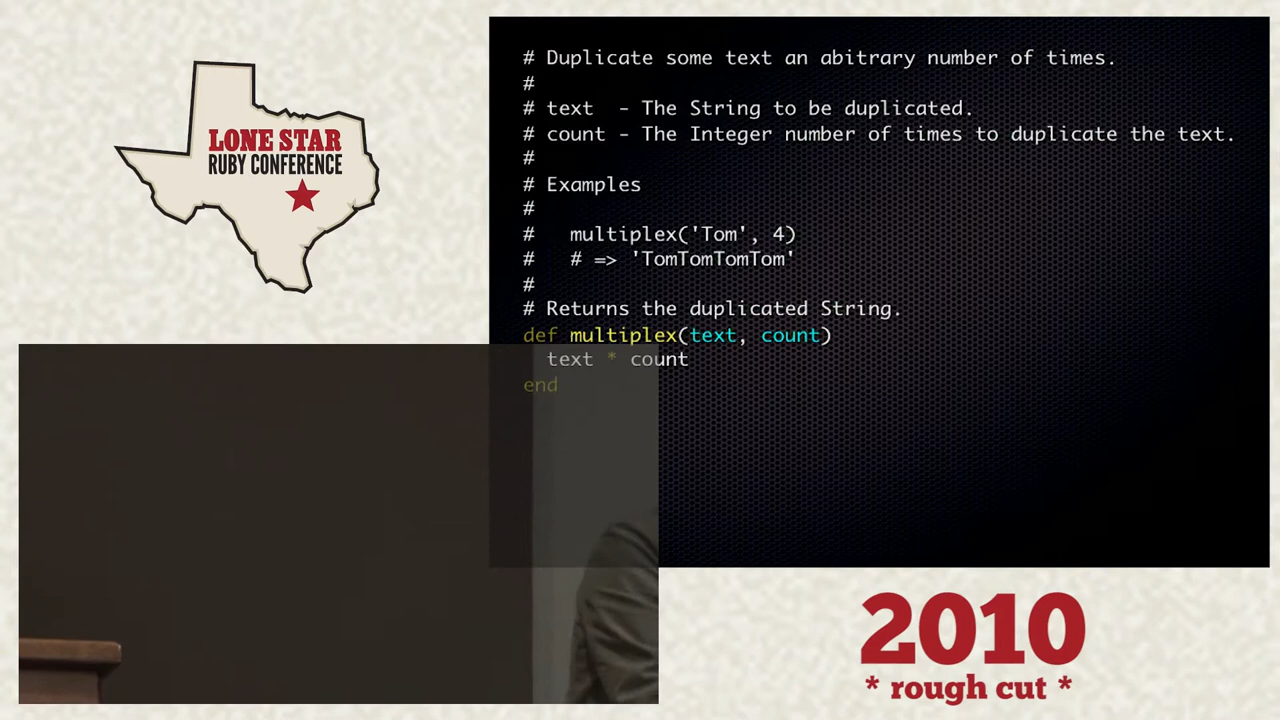 LONE STAR
RUBY CONFERENCE
# Duplicate some text an abitrary number of times.
#
# text  - The String to be duplicated.
# count - The Integer number of times to duplicate the text.
#
# Examples
#
#   multiplex('Tom', 4)
#   # => 'TomTomTomTom'
#
# Returns the duplicated String.
def multiplex(text, count)
  text * count
end
2010
* rough cut *